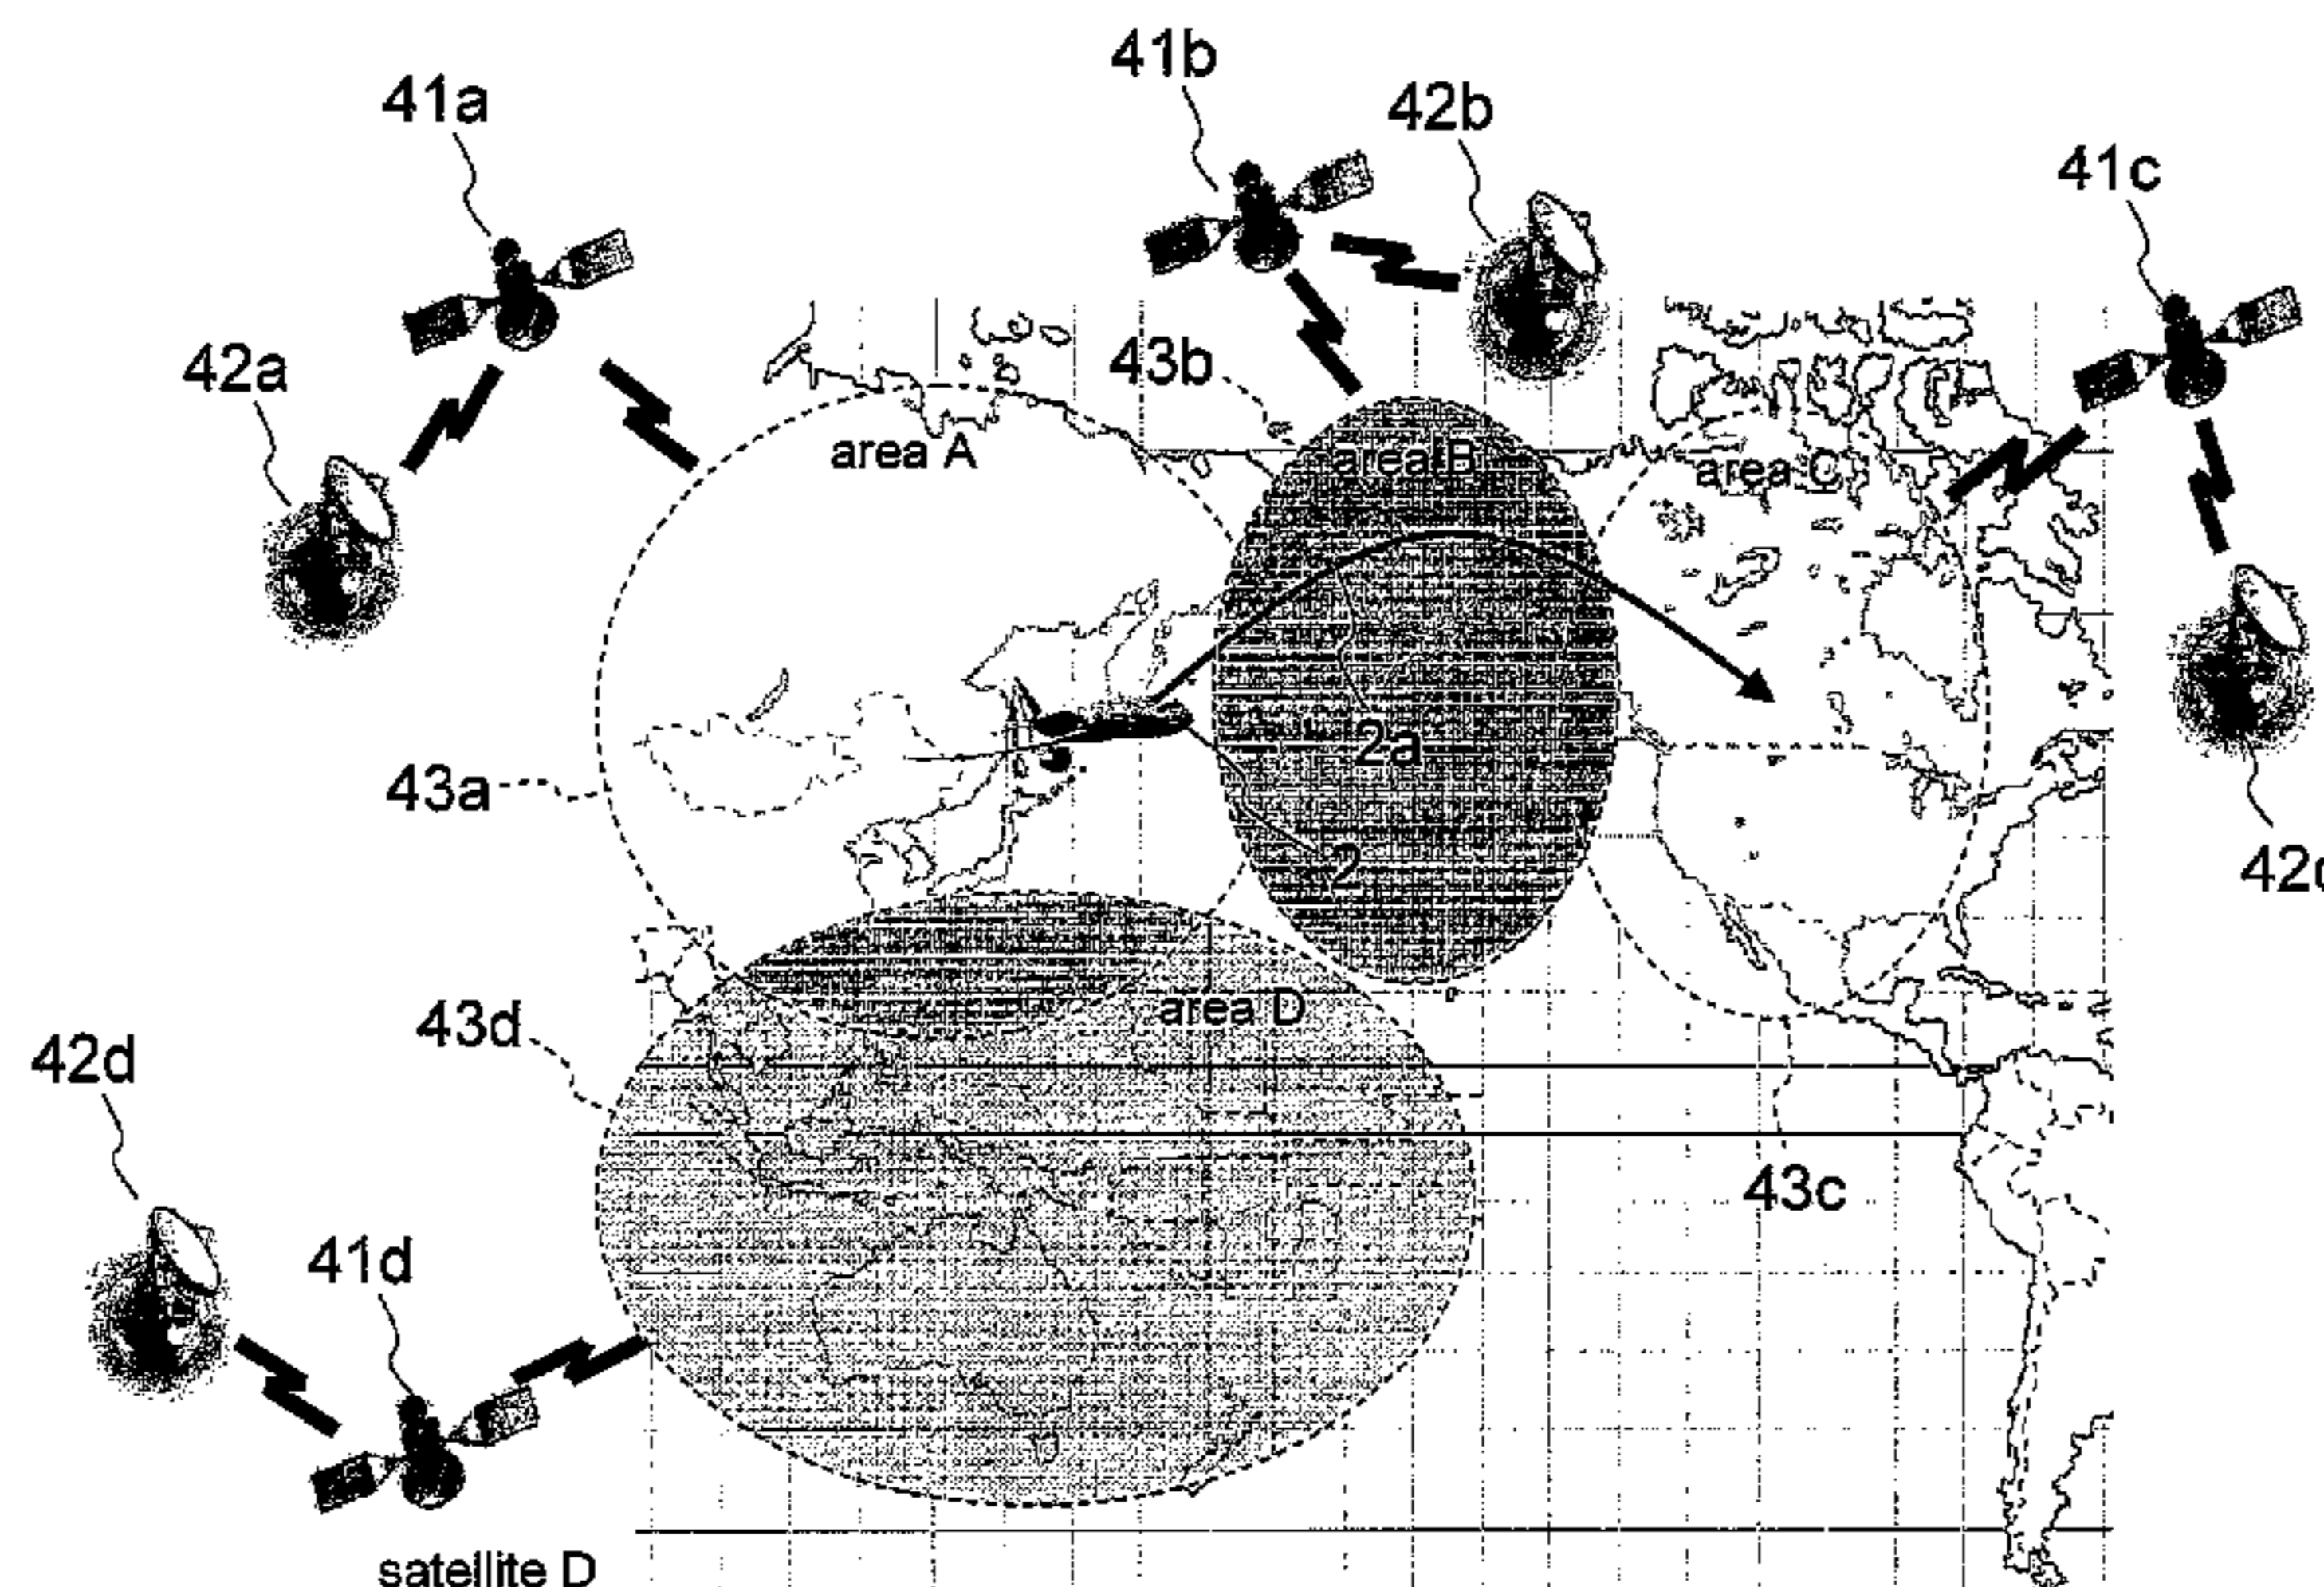 41b
41a
42b
41c
42a
43b
area A
area B
area C
2a
43a
2
42c
area D
43d
42d
43c
41d
satellite D